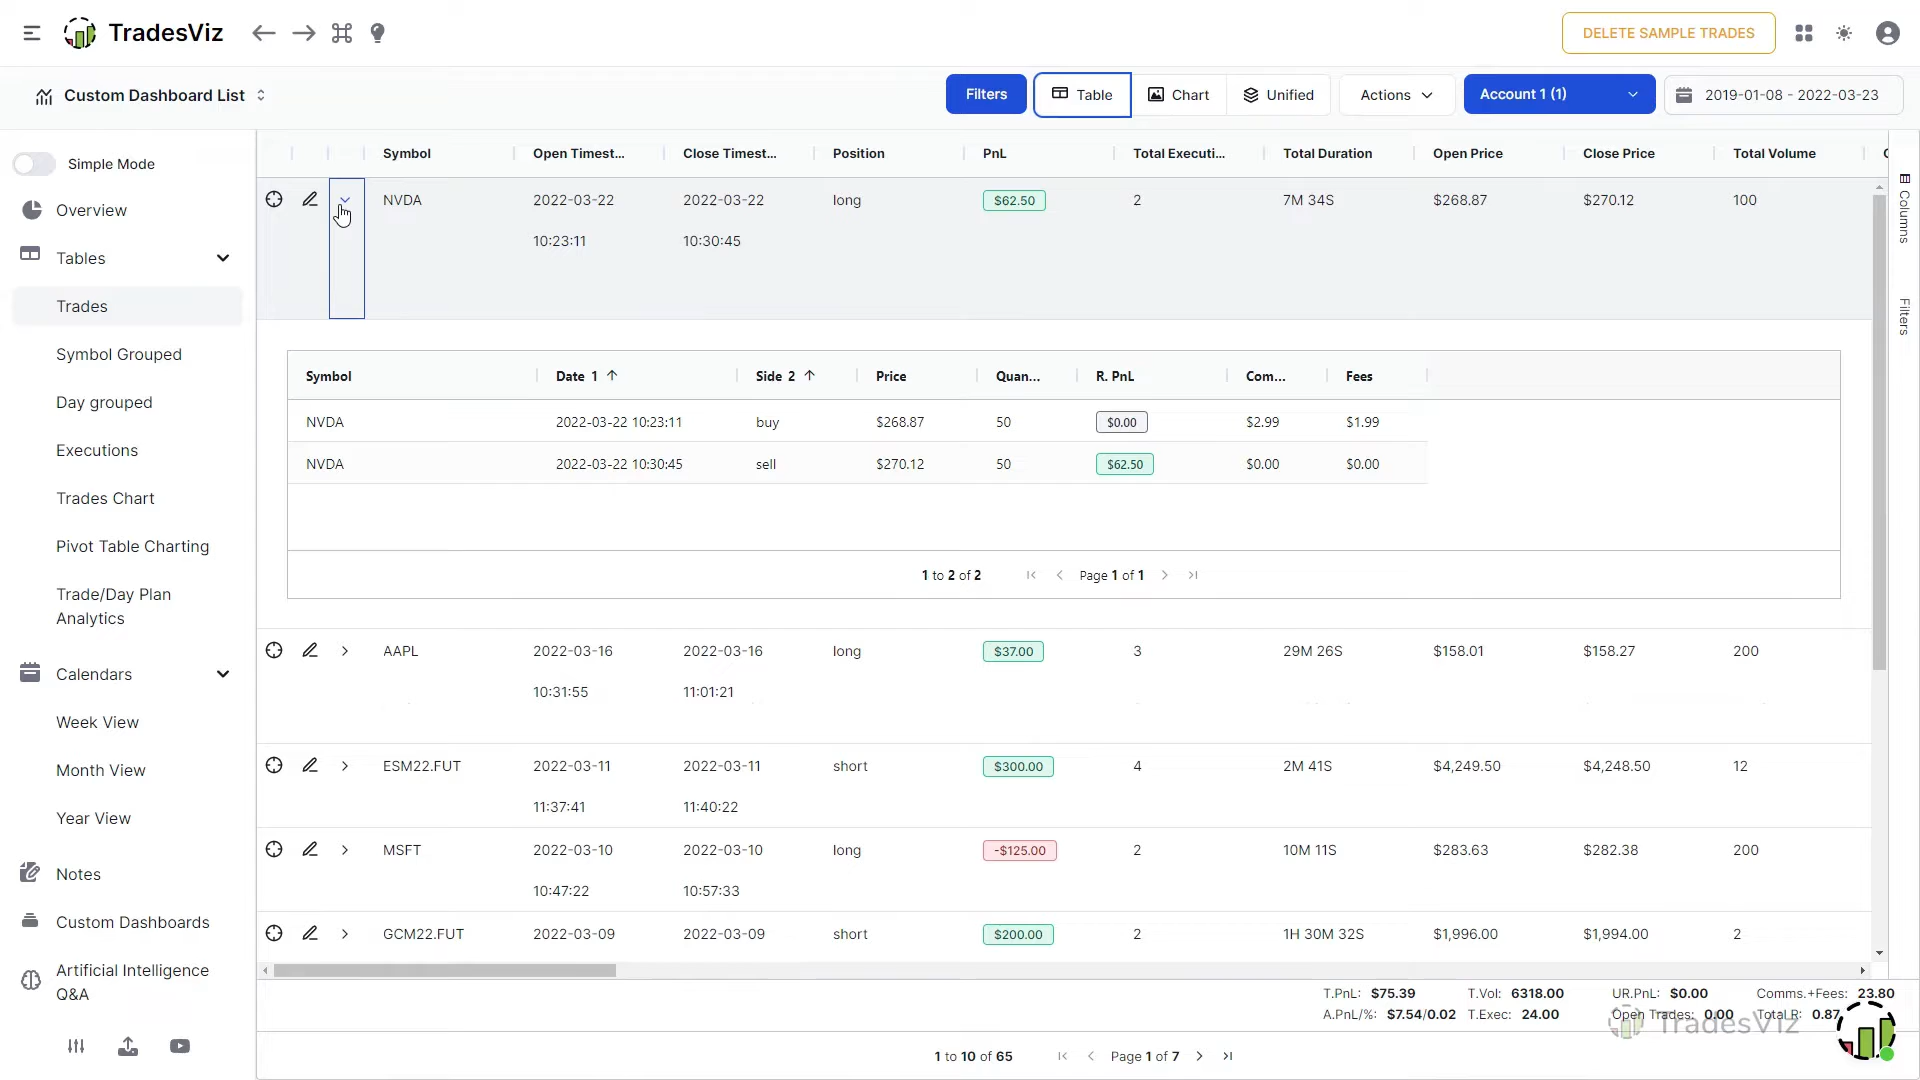 TradesViz
DELETE SAMPLE TRADES
Custom Dashboard List
Filters
Table
Chart
Unified
Actions
Account 1 (1)
2019-01-08 - 2022-03-23
Simple Mode
Overview
Tables
Trades
Symbol Grouped
Day grouped
Executions
Trades Chart
Pivot Table Charting
Trade/Day Plan
Analytics
Calendars
Week View
Month View
Year View
Notes
Custom Dashboards
Artificial Intelligence
Q&A
Symbol Open Timest... Close Timest... Position PnL Total Executi... Total Duration Open Price Close Price Total Volume
NVDA 2022-03-22 2022-03-22 long $62.50 2 7M 34S $268.87 $270.12 100
10:23:11 10:30:45
Symbol Date 1 Side 2 Price Quan... R. PnL Com... Fees
NVDA 2022-03-22 10:23:11 buy $268.87 50 $0.00 $2.99 $1.99
NVDA 2022-03-22 10:30:45 sell $270.12 50 $62.50 $0.00 $0.00
1 to 2 of 2 Page 1 of 1
AAPL 2022-03-16 2022-03-16 long $37.00 3 29M 26S $158.01 $158.27 200
10:31:55 11:01:21
ESM22.FUT 2022-03-11 2022-03-11 short $300.00 4 2M 41S $4,249.50 $4,248.50 12
11:37:41 11:40:22
MSFT 2022-03-10 2022-03-10 long -$125.00 2 10M 11S $283.63 $282.38 200
10:47:22 10:57:33
GCM22.FUT 2022-03-09 2022-03-09 short $200.00 2 1H 30M 32S $1,996.00 $1,994.00 2
T.PnL: $75.39 T.Vol: 6318.00 UR.PnL: $0.00 Comms.+Fees: 23.80
A.PnL/%: $7.54/0.02 T.Exec: 24.00 Open Trades: 0.00 Total R: 0.87
TradesViz
1 to 10 of 65 Page 1 of 7
Columns
Filters